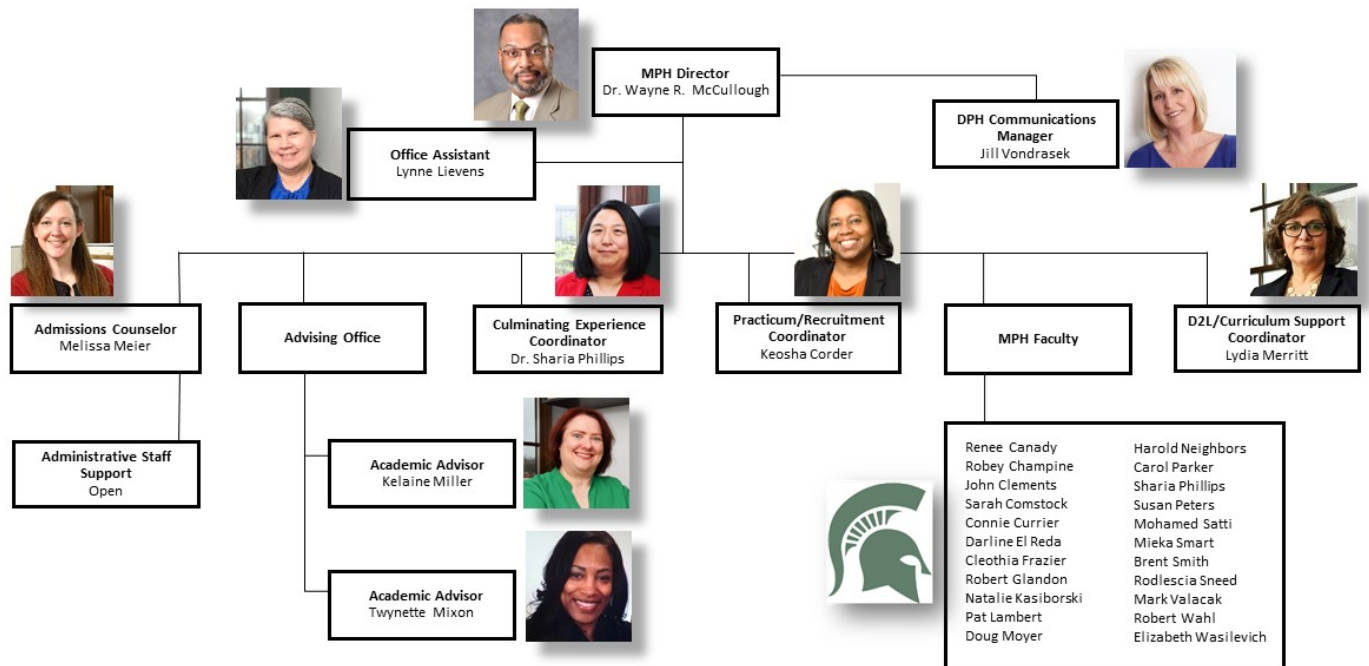 MPH Director
Dr. Wayne R. McCullough
DPH Communications
Manager
Jill Vondrasek
Office Assistant
Lynne Lievens
Admissions Counselor
Melissa Meier
Advising Office
Culminating Experience
Coordinator
Dr. Sharia Phillips
Practicum/Recruitment
Coordinator
Keosha Corder
MPH Faculty
D2L/Curriculum Support
Coordinator
Lydia Merritt
Administrative Staff
Support
Open
Academic Advisor
Kelaine Miller
Academic Advisor
Twynette Mixon
Renee Canady
Robey Champine
John Clements
Sarah Comstock
Connie Currier
Darline El Reda
Cleothia Frazier
Robert Glandon
Natalie Kasiborski
Pat Lambert
Doug Moyer
Harold Neighbors
Carol Parker
Sharia Phillips
Susan Peters
Mohamed Satti
Mieka Smart
Brent Smith
Rodlescia Sneed
Mark Valacak
Robert Wahl
Elizabeth Wasilevich